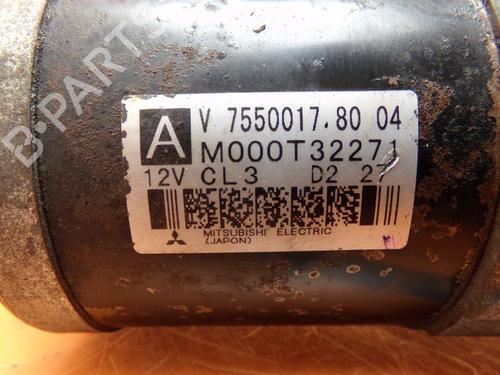 B-PARTS
A
V 7550017.80 04
M000T32271
12V CL3 D2 27
MITSUBISHI ELECTRIC
(JAPON)